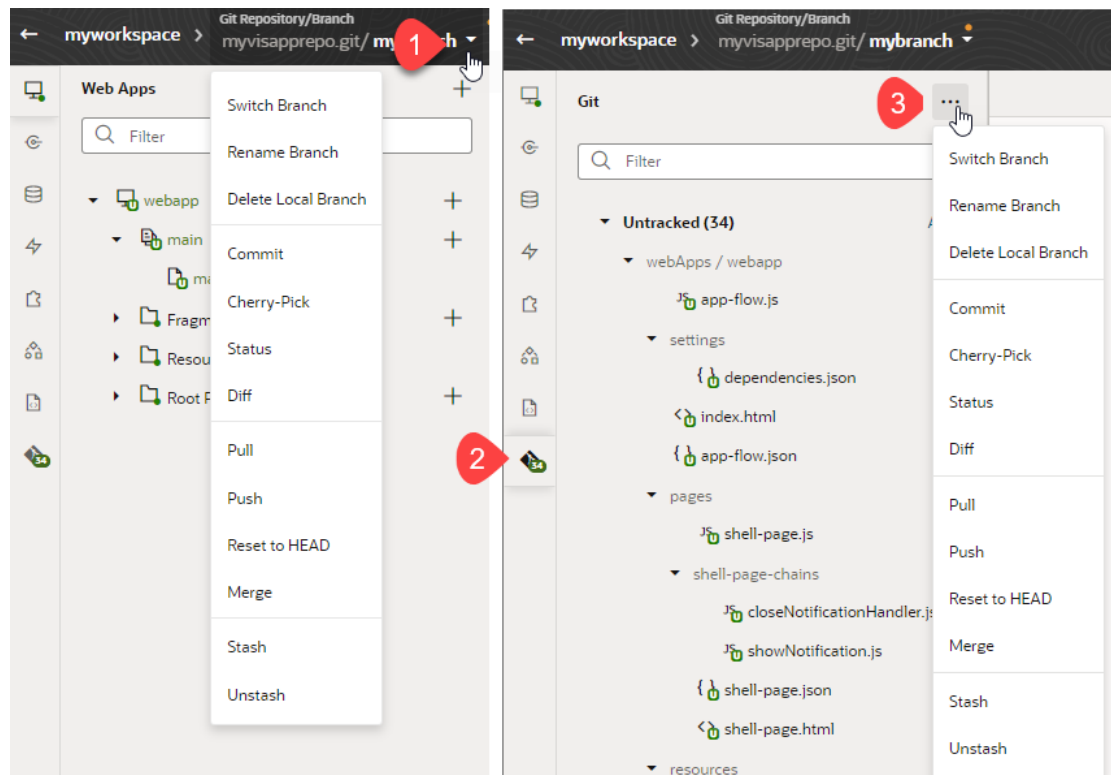 Git Repository/Branch
myworkspace > myvisapprepo.git/
1
Web Apps
Filter
webapp
main
34
Switch Branch
Rename Branch
Delete Local Branch
Commit
Cherry-Pick
Status
Diff
Pull
Push
Reset to HEAD
Merge
Stash
Unstash
Git Repository/Branch
myworkspace > myvisapprepo.git/ mybranch
Git
3
Filter
Untracked (34)
webApps / webapp
app-flow.js
settings
dependencies.json
index.html
2
34
app-flow.json
pages
shell-page.js
shell-page-chains
closeNotificationHandler.js
showNotification.js
shell-page.json
shell-page.html
resources
Switch Branch
Rename Branch
Delete Local Branch
Commit
Cherry-Pick
Status
Diff
Pull
Push
Reset to HEAD
Merge
Stash
Unstash